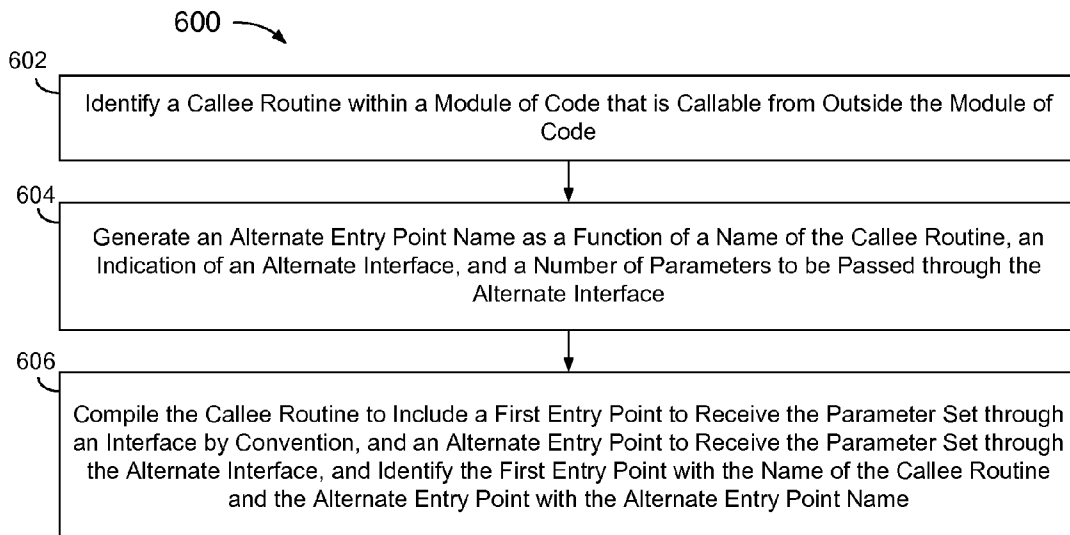 600
602
Identify a Callee Routine within a Module of Code that is Callable from Outside the Module of
Code
604
Generate an Alternate Entry Point Name as a Function of a Name of the Callee Routine, an
Indication of an Alternate Interface, and a Number of Parameters to be Passed through the
Alternate Interface
606
Compile the Callee Routine to Include a First Entry Point to Receive the Parameter Set through
an Interface by Convention, and an Alternate Entry Point to Receive the Parameter Set through
the Alternate Interface, and Identify the First Entry Point with the Name of the Callee Routine
and the Alternate Entry Point with the Alternate Entry Point Name